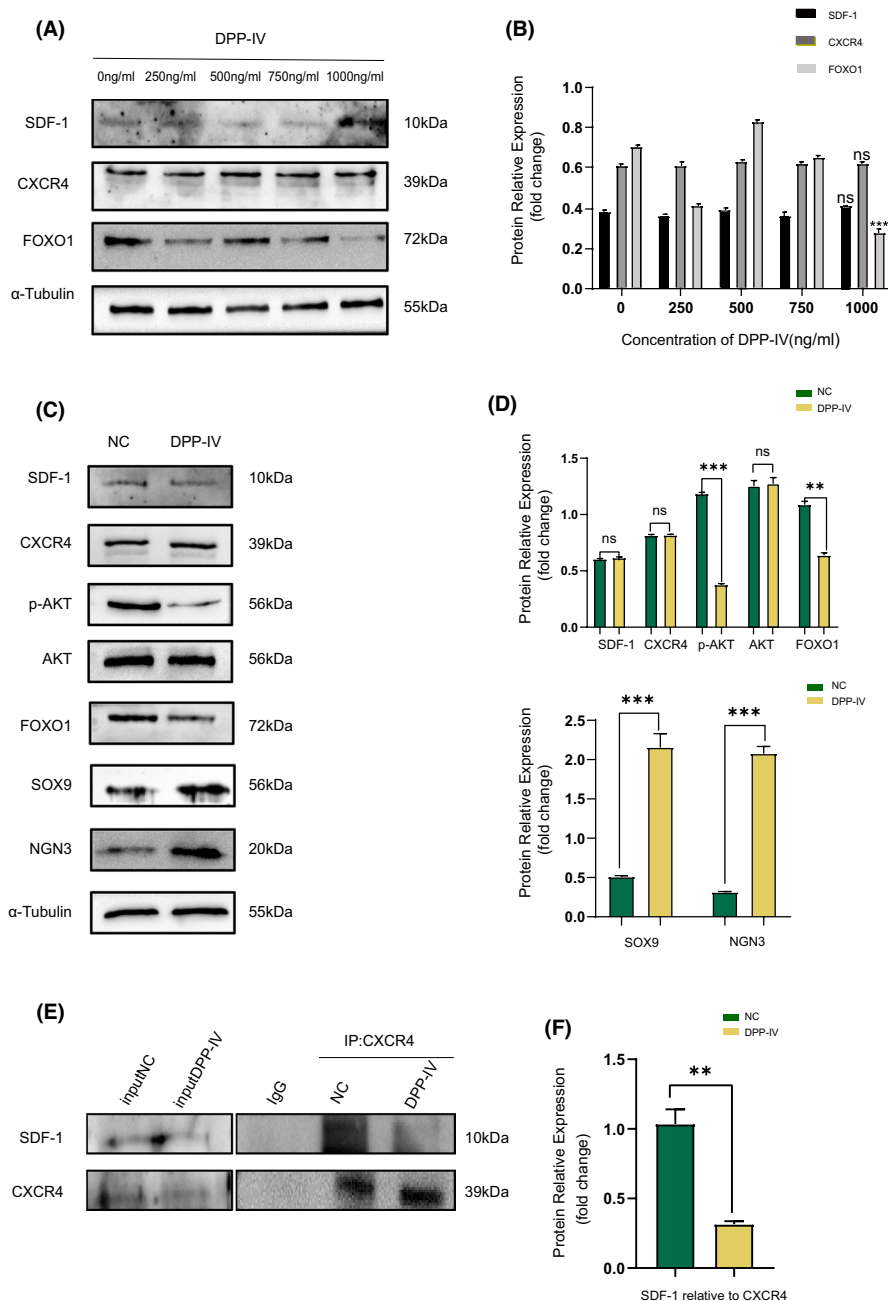 (A)
DPP-IV
0ng/ml 250ng/ml 500ng/ml 750ng/ml 1000ng/ml
SDF-1 10kDa
CXCR4 39kDa
FOXO1 72kDa
α-Tubulin 55kDa
(B)
SDF-1
CXCR4
FOXO1
Protein Relative Expression
(fold change)
1.0
0.8
0.6
0.4
0.2
0.0
ns
ns
***
0 250 500 750 1000
Concentration of DPP-IV(ng/ml)
(C)
NC DPP-IV
SDF-1 10kDa
CXCR4 39kDa
p-AKT 56kDa
AKT 56kDa
FOXO1 72kDa
SOX9 56kDa
NGN3 20kDa
α-Tubulin 55kDa
(D)
NC
DPP-IV
Protein Relative Expression
(fold change)
1.5
1.0
0.5
0.0
ns
ns
***
ns
**
SDF-1 CXCR4 p-AKT AKT FOXO1
NC
DPP-IV
Protein Relative Expression
(fold change)
2.5
2.0
1.5
1.0
0.5
0.0
***
***
SOX9 NGN3
(E)
IP:CXCR4
inputNC inputDPP-IV IgG NC DPP-IV
SDF-1 10kDa
CXCR4 39kDa
(F)
NC
DPP-IV
Protein Relative Expression
(fold change)
1.5
1.0
0.5
0.0
**
SDF-1 relative to CXCR4